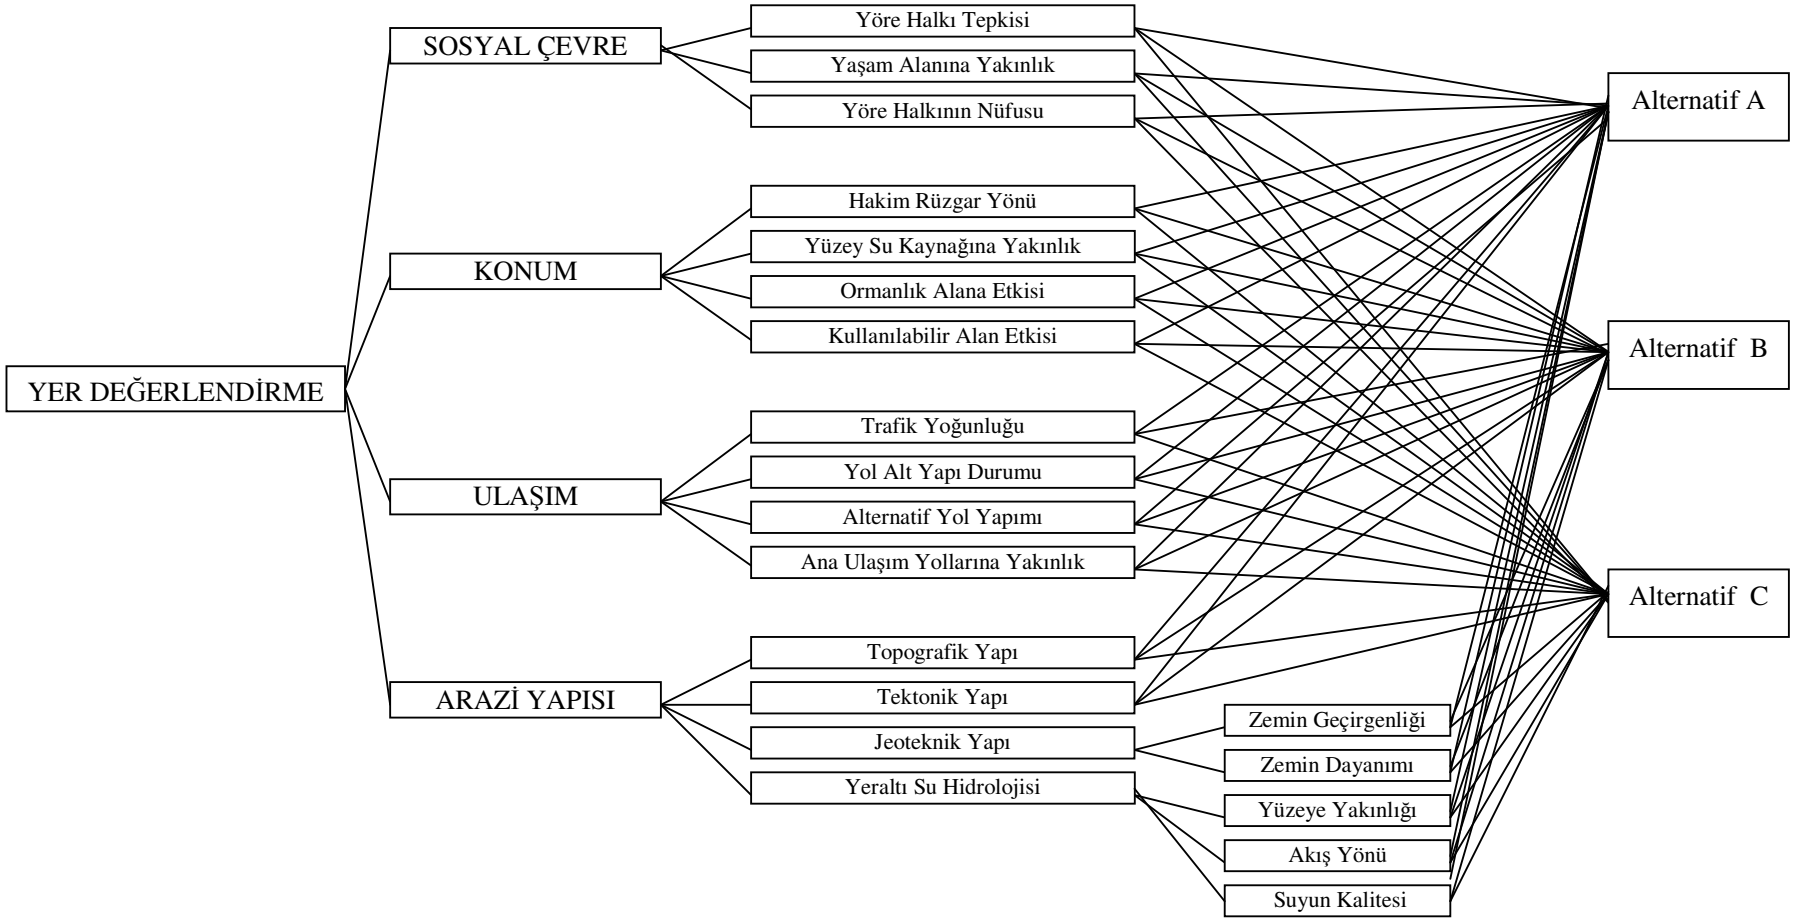 YER DEĞERLENDİRME
SOSYAL ÇEVRE
Yöre Halkı Tepkisi
Yaşam Alanına Yakınlık
Yöre Halkının Nüfusu
KONUM
Hakim Rüzgar Yönü
Yüzey Su Kaynağına Yakınlık
Ormanlık Alana Etkisi
Kullanılabilir Alan Etkisi
ULAŞIM
Trafik Yoğunluğu
Yol Alt Yapı Durumu
Alternatif Yol Yapımı
Ana Ulaşım Yollarına Yakınlık
ARAZİ YAPISI
Topografik Yapı
Tektonik Yapı
Jeoteknik Yapı
Yeraltı Su Hidrolojisi
Zemin Geçirgenliği
Zemin Dayanımı
Yüzeye Yakınlığı
Akış Yönü
Suyun Kalitesi
Alternatif A
Alternatif B
Alternatif C